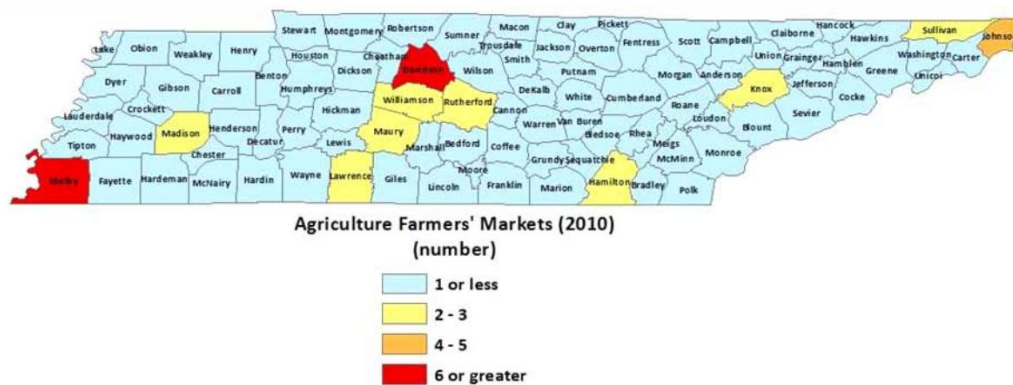 Stewart Montgomery Robertson Sumner Macon Clay Pickett Hancock Sullivan Johnson
Lake Obion Weakley Henry Houston Cheatham Trousdale Jackson Overton Fentress Scott Campbell Claiborne Hawkins Washington Carter
Dyer Gibson Carroll Benton Humphreys Dickson Davidson Wilson Smith Putnam Morgan Anderson Union Grainger Hamblen Greene Unicoi
Lauderdale Crockett Hickman Williamson Rutherford DeKalb White Cumberland Roane Knox Jefferson Cocke
Tipton Haywood Madison Henderson Decatur Perry Lewis Maury Cannon Warren Van Buren Bledsoe Rhea Loudon Blount Sevier
Chester Marshall Bedford Coffee Grundy Sequatchie Meigs McMinn Monroe
Shelby Fayette Hardeman McNairy Hardin Wayne Lawrence Giles Lincoln Moore Franklin Marion Hamilton Bradley Polk
Agriculture Farmers' Markets (2010)
(number)
1 or less
2 - 3
4 - 5
6 or greater